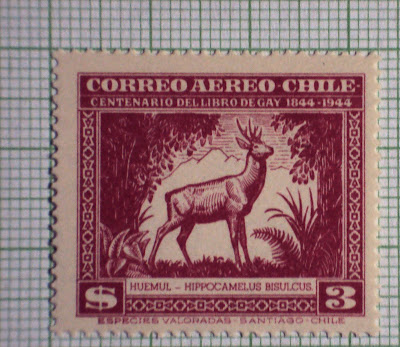 CORREO AEREO·CHILE·
CENTENARIO DEL LIBRO DE GAY 1844-1944
HUEMUL - HIPPOCAMELUS BISULCUS.
$ 3
ESPECIES VALORADAS - SANTIAGO - CHILE